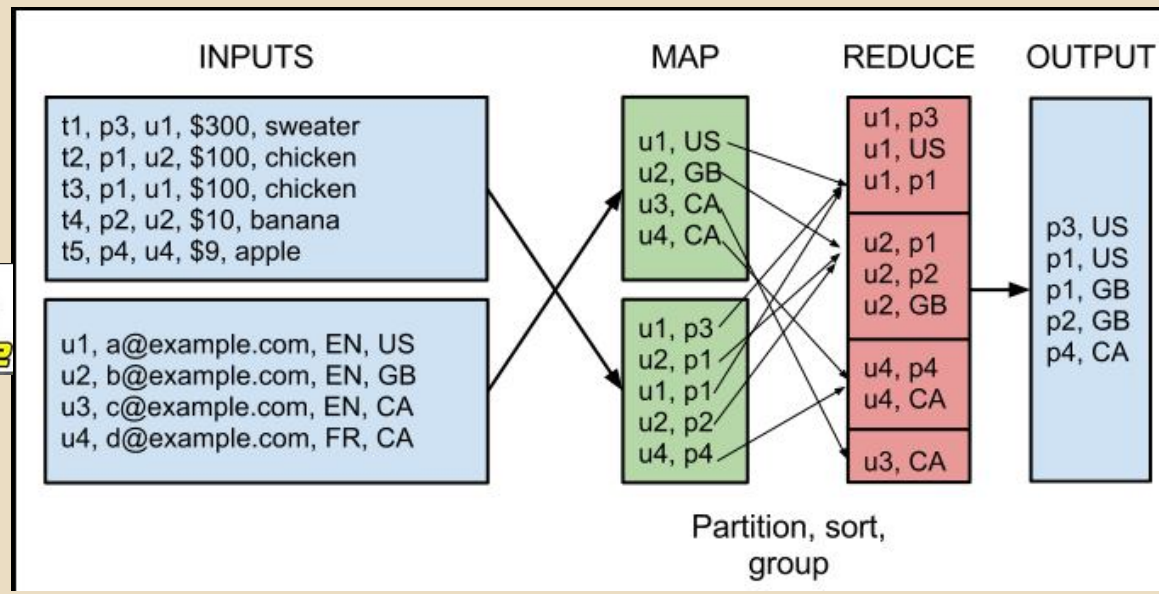 INPUTS
MAP
REDUCE
OUTPUT
t1, p3, u1, $300, sweater
t2, p1, u2, $100, chicken
t3, p1, u1, $100, chicken
t4, p2, u2, $10, banana
t5, p4, u4, $9, apple
u1, a@example.com, EN, US
u2, b@example.com, EN, GB
u3, c@example.com, EN, CA
u4, d@example.com, FR, CA
u1, US
u2, GB
u3, CA
u4, CA
u1, p3
u2, p1
u1, p1
u2, p2
u4, p4
u1, p3
u1, US
u1, p1
u2, p1
u2, p2
u2, GB
u4, p4
u4, CA
u3, CA
p3, US
p1, US
p1, GB
p2, GB
p4, CA
Partition, sort,
group